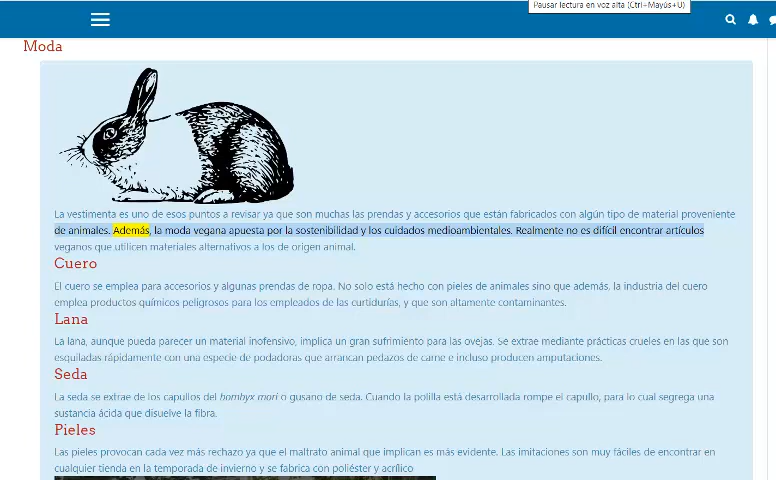 Pausar lectura en voz alta (Ctrl+Mayús+U)
Moda
La vestimenta es uno de esos puntos a revisar ya que son muchas las prendas y accesorios que están fabricados con algún tipo de material proveniente
de animales. Además, la moda vegana apuesta por la sostenibilidad y los cuidados medioambientales. Realmente no es difícil encontrar artículos
veganos que utilicen materiales alternativos a los de origen animal.
Cuero
El cuero se emplea para accesorios y algunas prendas de ropa. No solo está hecho con pieles de animales sino que además, la industria del cuero
emplea productos químicos peligrosos para los empleados de las curtidurías, y que son altamente contaminantes.
Lana
La lana, aunque pueda parecer un material inofensivo, implica un gran sufrimiento para las ovejas. Se extrae mediante prácticas crueles en las que son
esquiladas rápidamente con una especie de podadoras que arrancan pedazos de carne e incluso producen amputaciones.
Seda
La seda se extrae de los capullos del bombyx mori o gusano de seda. Cuando la polilla está desarrollada rompe el capullo, para lo cual segrega una
sustancia ácida que disuelve la fibra.
Pieles
Las pieles provocan cada vez más rechazo ya que el maltrato animal que implican es más evidente. Las imitaciones son muy fáciles de encontrar en
cualquier tienda en la temporada de invierno y se fabrica con poliéster y acrílico